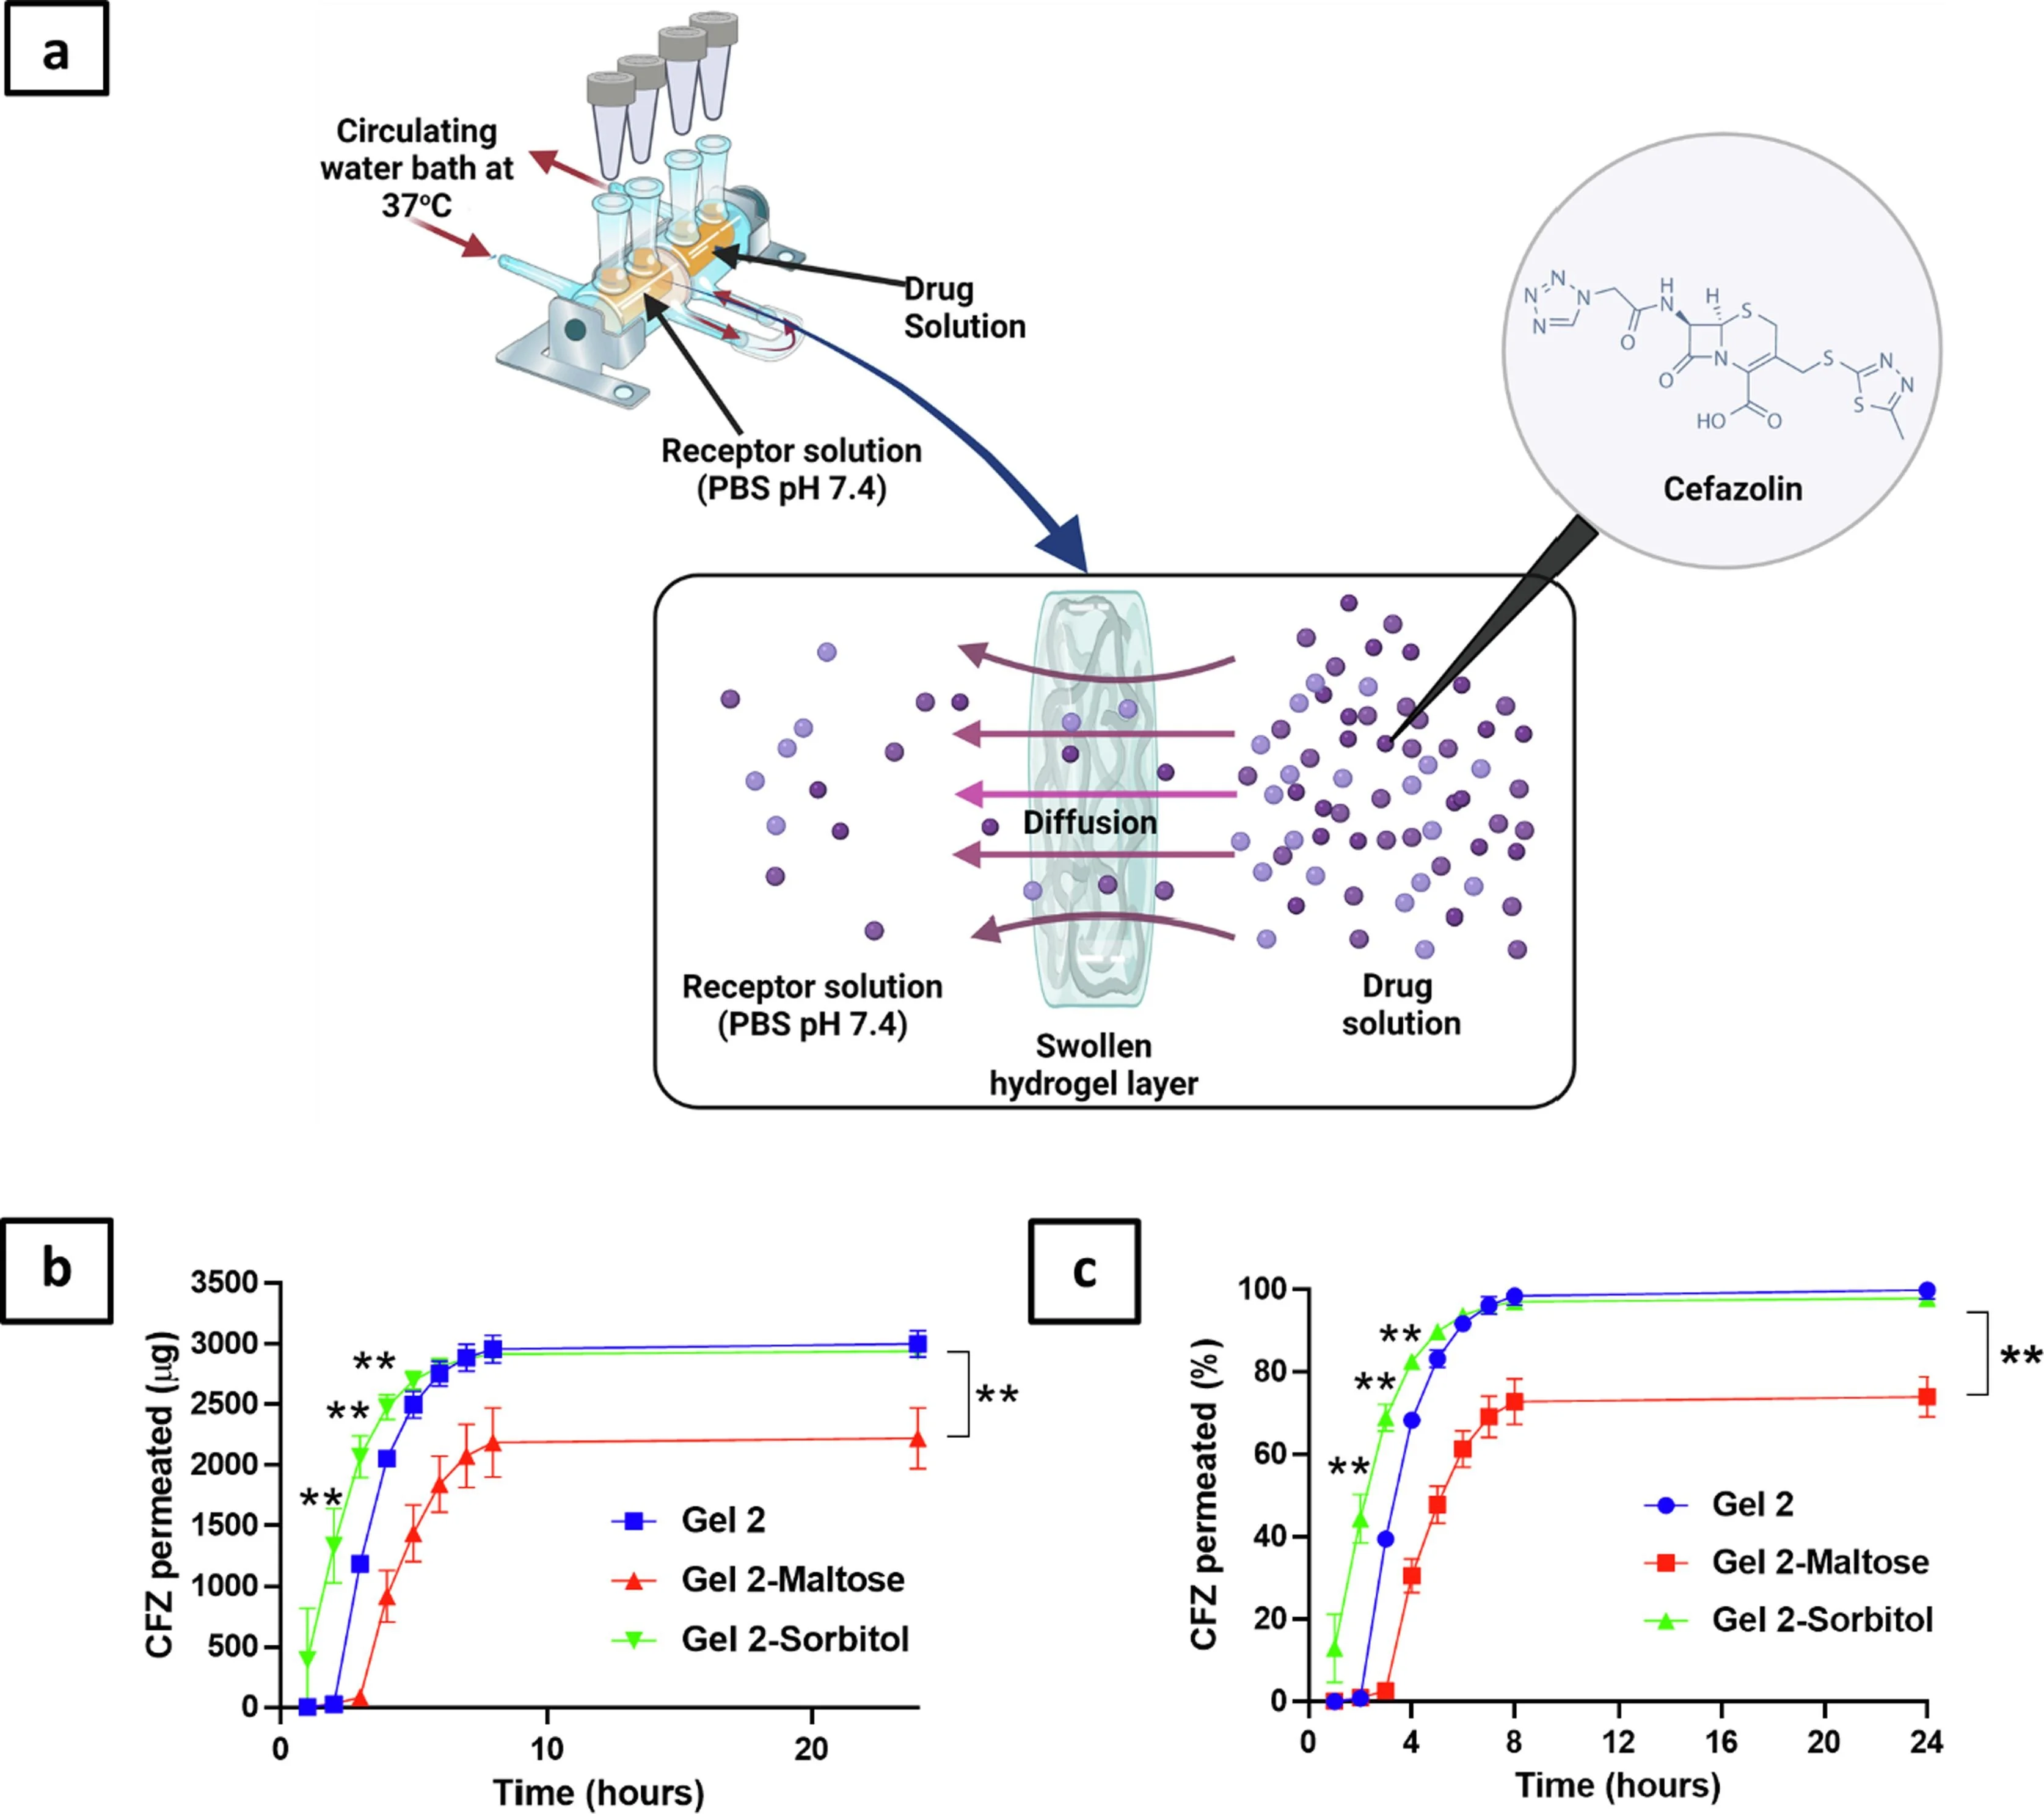 a
Circulating
water bath at
37ºC
Drug
Solution
Receptor solution
(PBS pH 7.4)
N
N
N
N
O
H
N
H
S
O
N
HO
O
S
N
N
S
Cefazolin
Diffusion
Receptor solution
(PBS pH 7.4)
Swollen
hydrogel layer
Drug
solution
b
CFZ permeated (µg)
3500
3000
2500
2000
1500
1000
500
0
**
**
**
**
Gel 2
Gel 2-Maltose
Gel 2-Sorbitol
0 10 20
Time (hours)
c
CFZ permeated (%)
100
80
60
40
20
0
**
**
**
**
Gel 2
Gel 2-Maltose
Gel 2-Sorbitol
0 4 8 12 16 20 24
Time (hours)